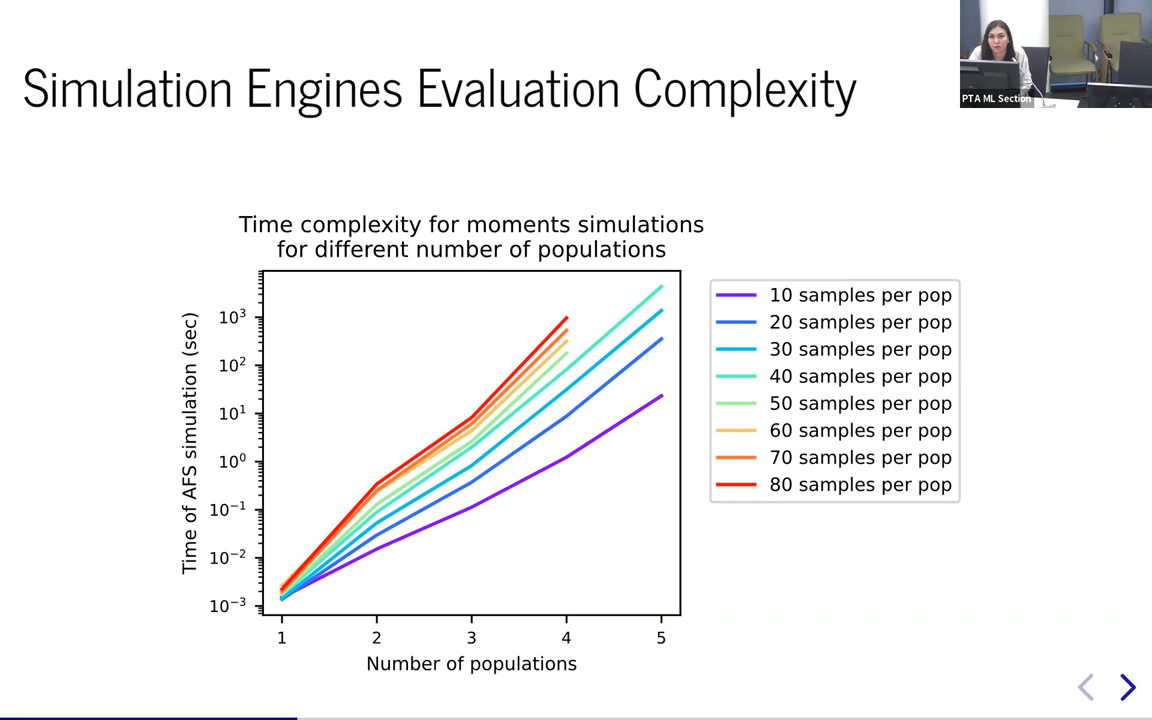 Simulation Engines Evaluation Complexity
PTA ML Section
Time complexity for moments simulations
for different number of populations
Time of AFS simulation (sec)
10³
10²
10¹
10⁰
10⁻¹
10⁻²
10⁻³
1 2 3 4 5
Number of populations
10 samples per pop
20 samples per pop
30 samples per pop
40 samples per pop
50 samples per pop
60 samples per pop
70 samples per pop
80 samples per pop